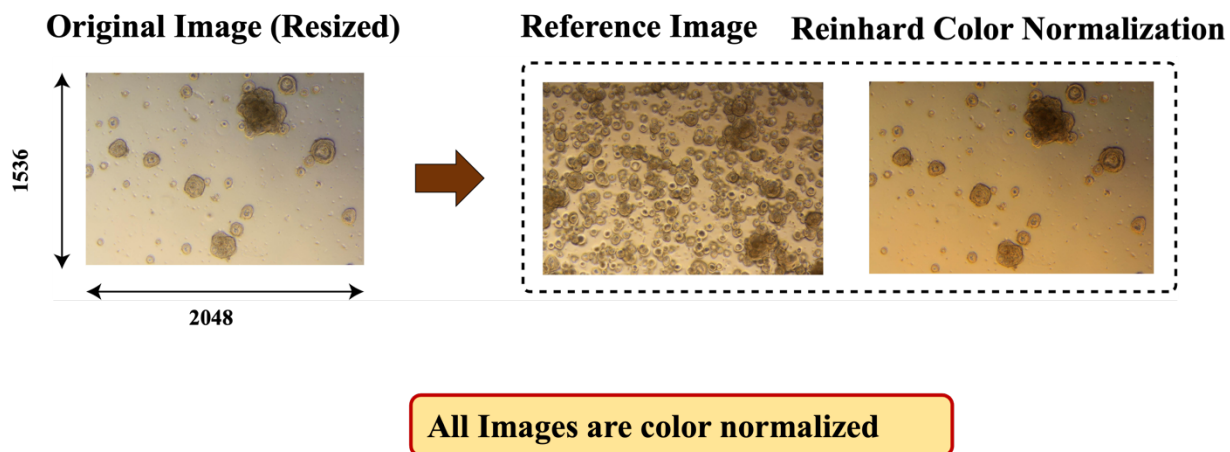 Original Image (Resized)
Reference Image
Reinhard Color Normalization
1536
2048
All Images are color normalized